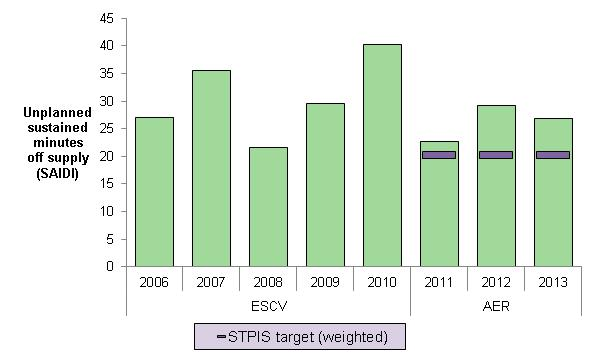 45
40
35
30
25
20
15
10
5
0
Unplanned
sustained
minutes
off supply
(SAIDI)
2006 2007 2008 2009 2010 2011 2012 2013
ESCV AER
STPIS target (weighted)